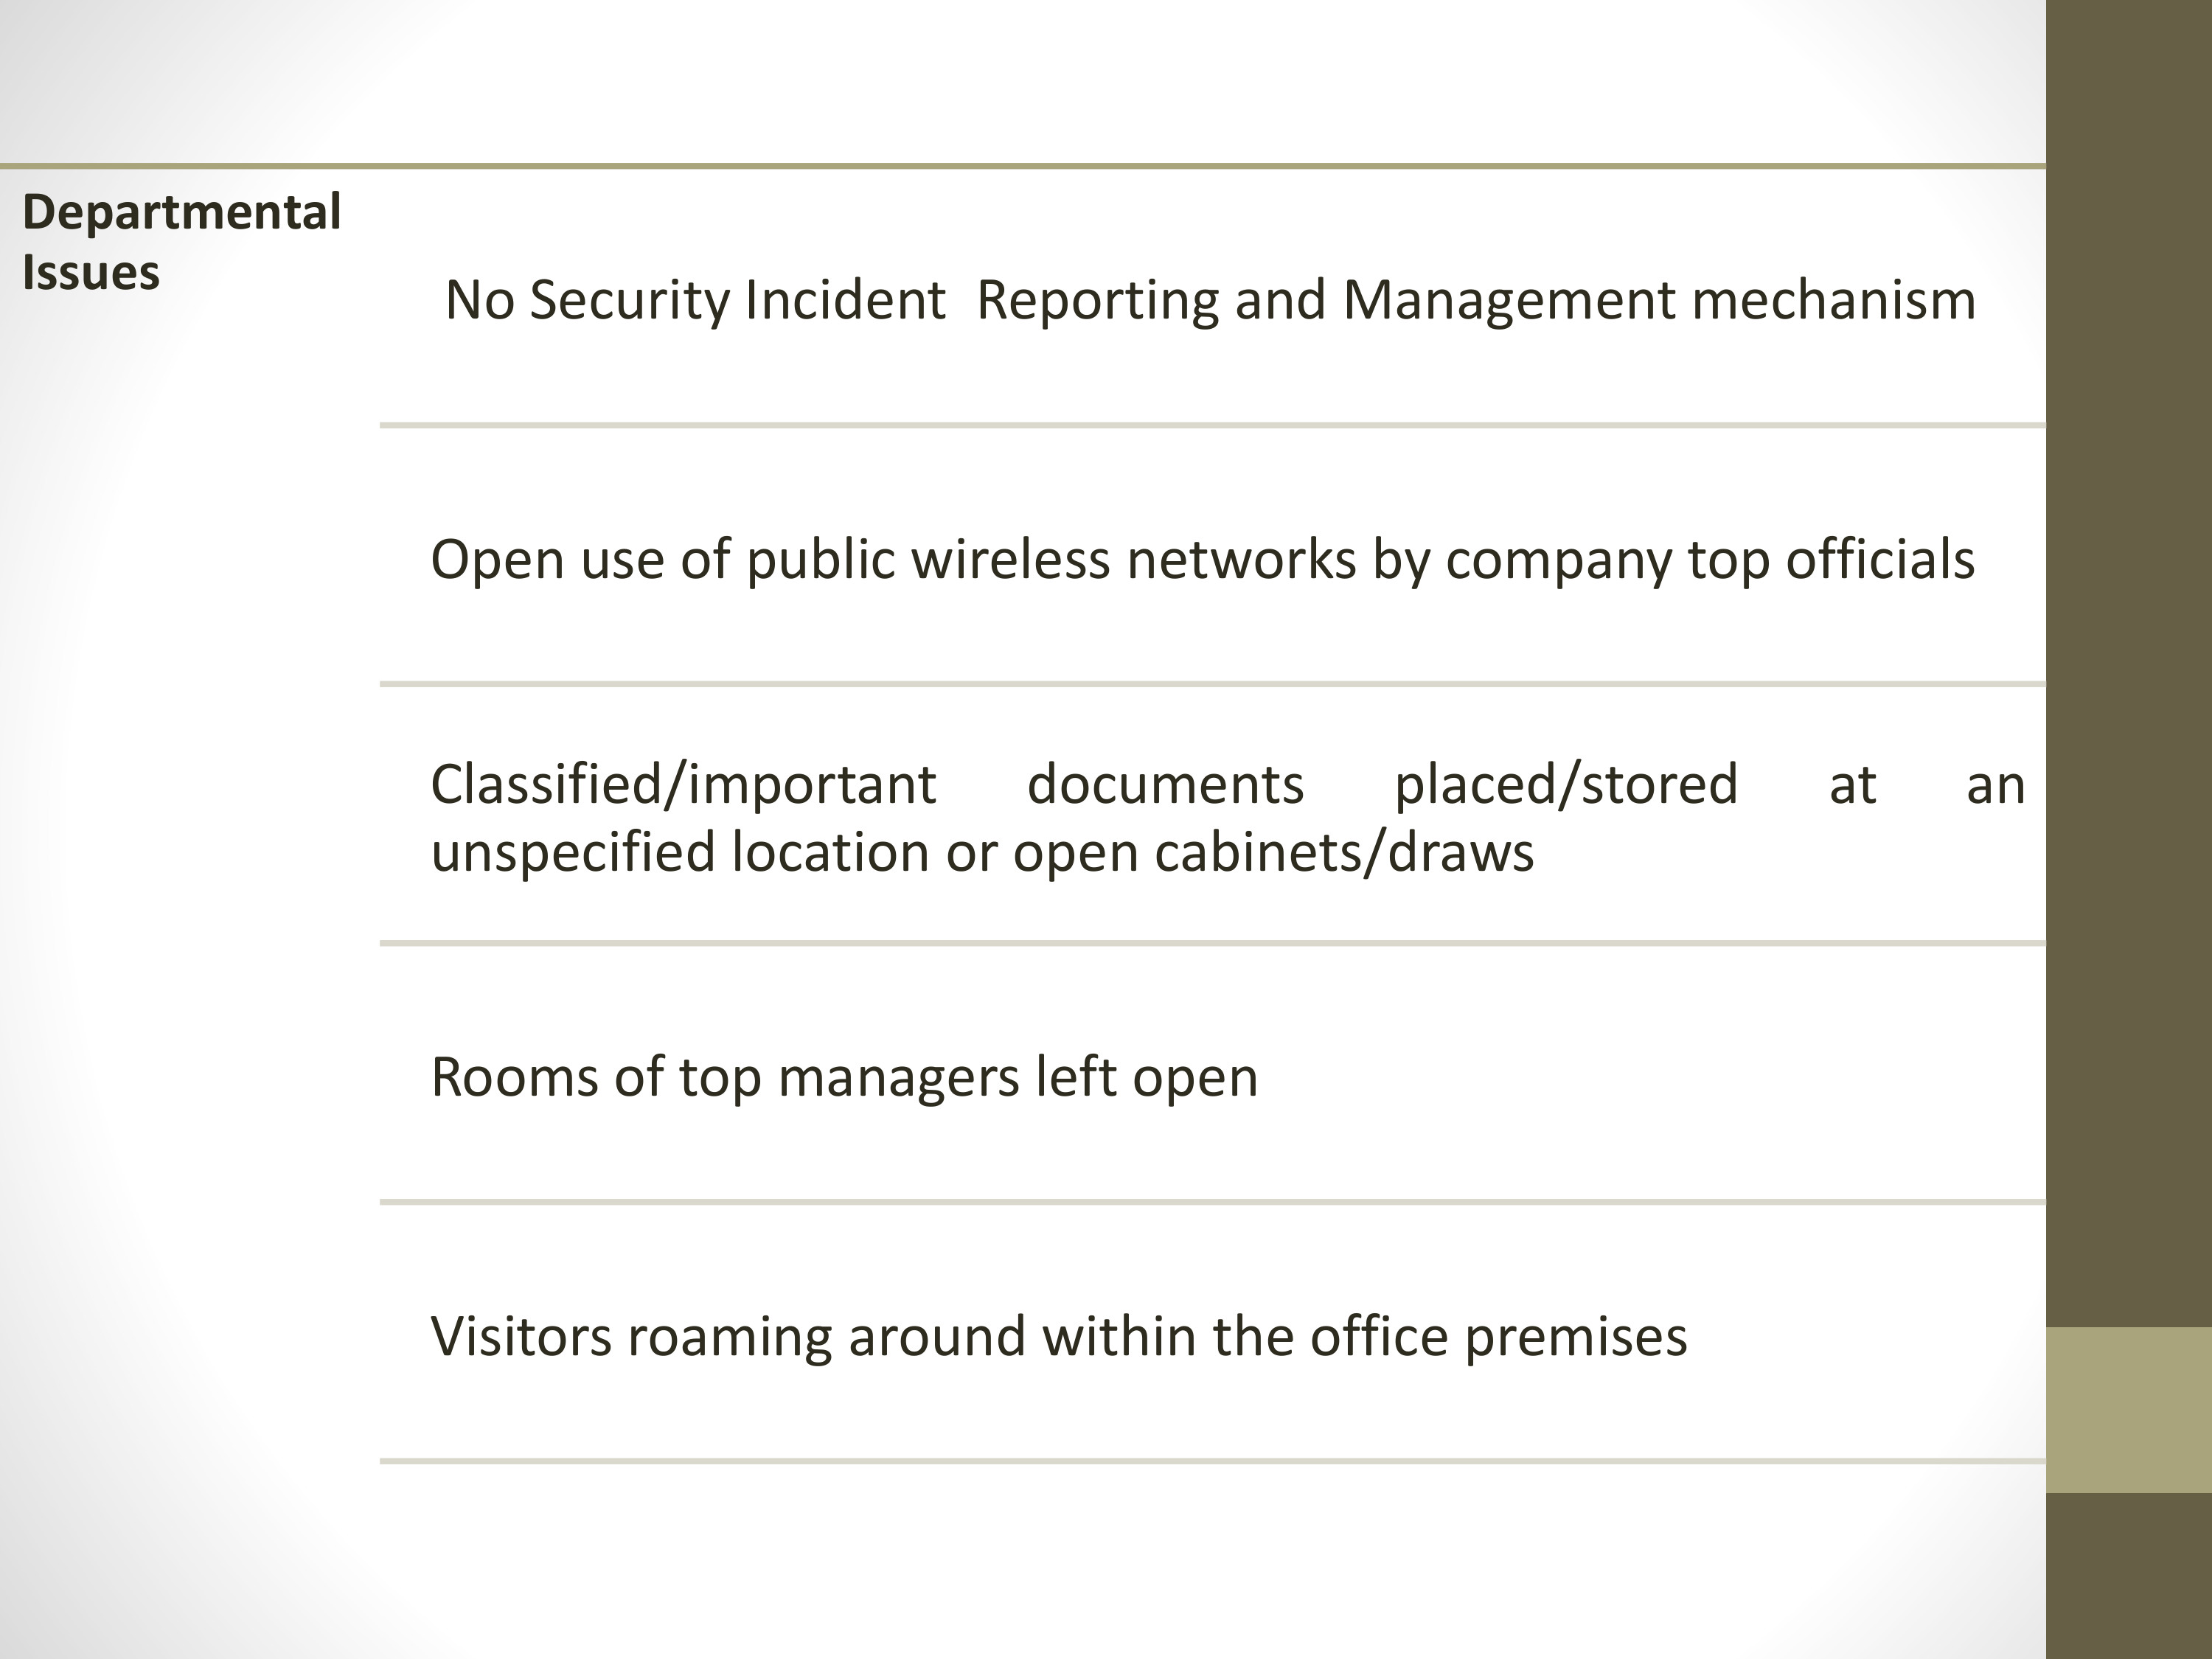 Departmental
Issues
No Security Incident  Reporting and Management mechanism
Open use of public wireless networks by company top officials
Classified/important documents placed/stored at an
unspecified location or open cabinets/draws
Rooms of top managers left open
Visitors roaming around within the office premises